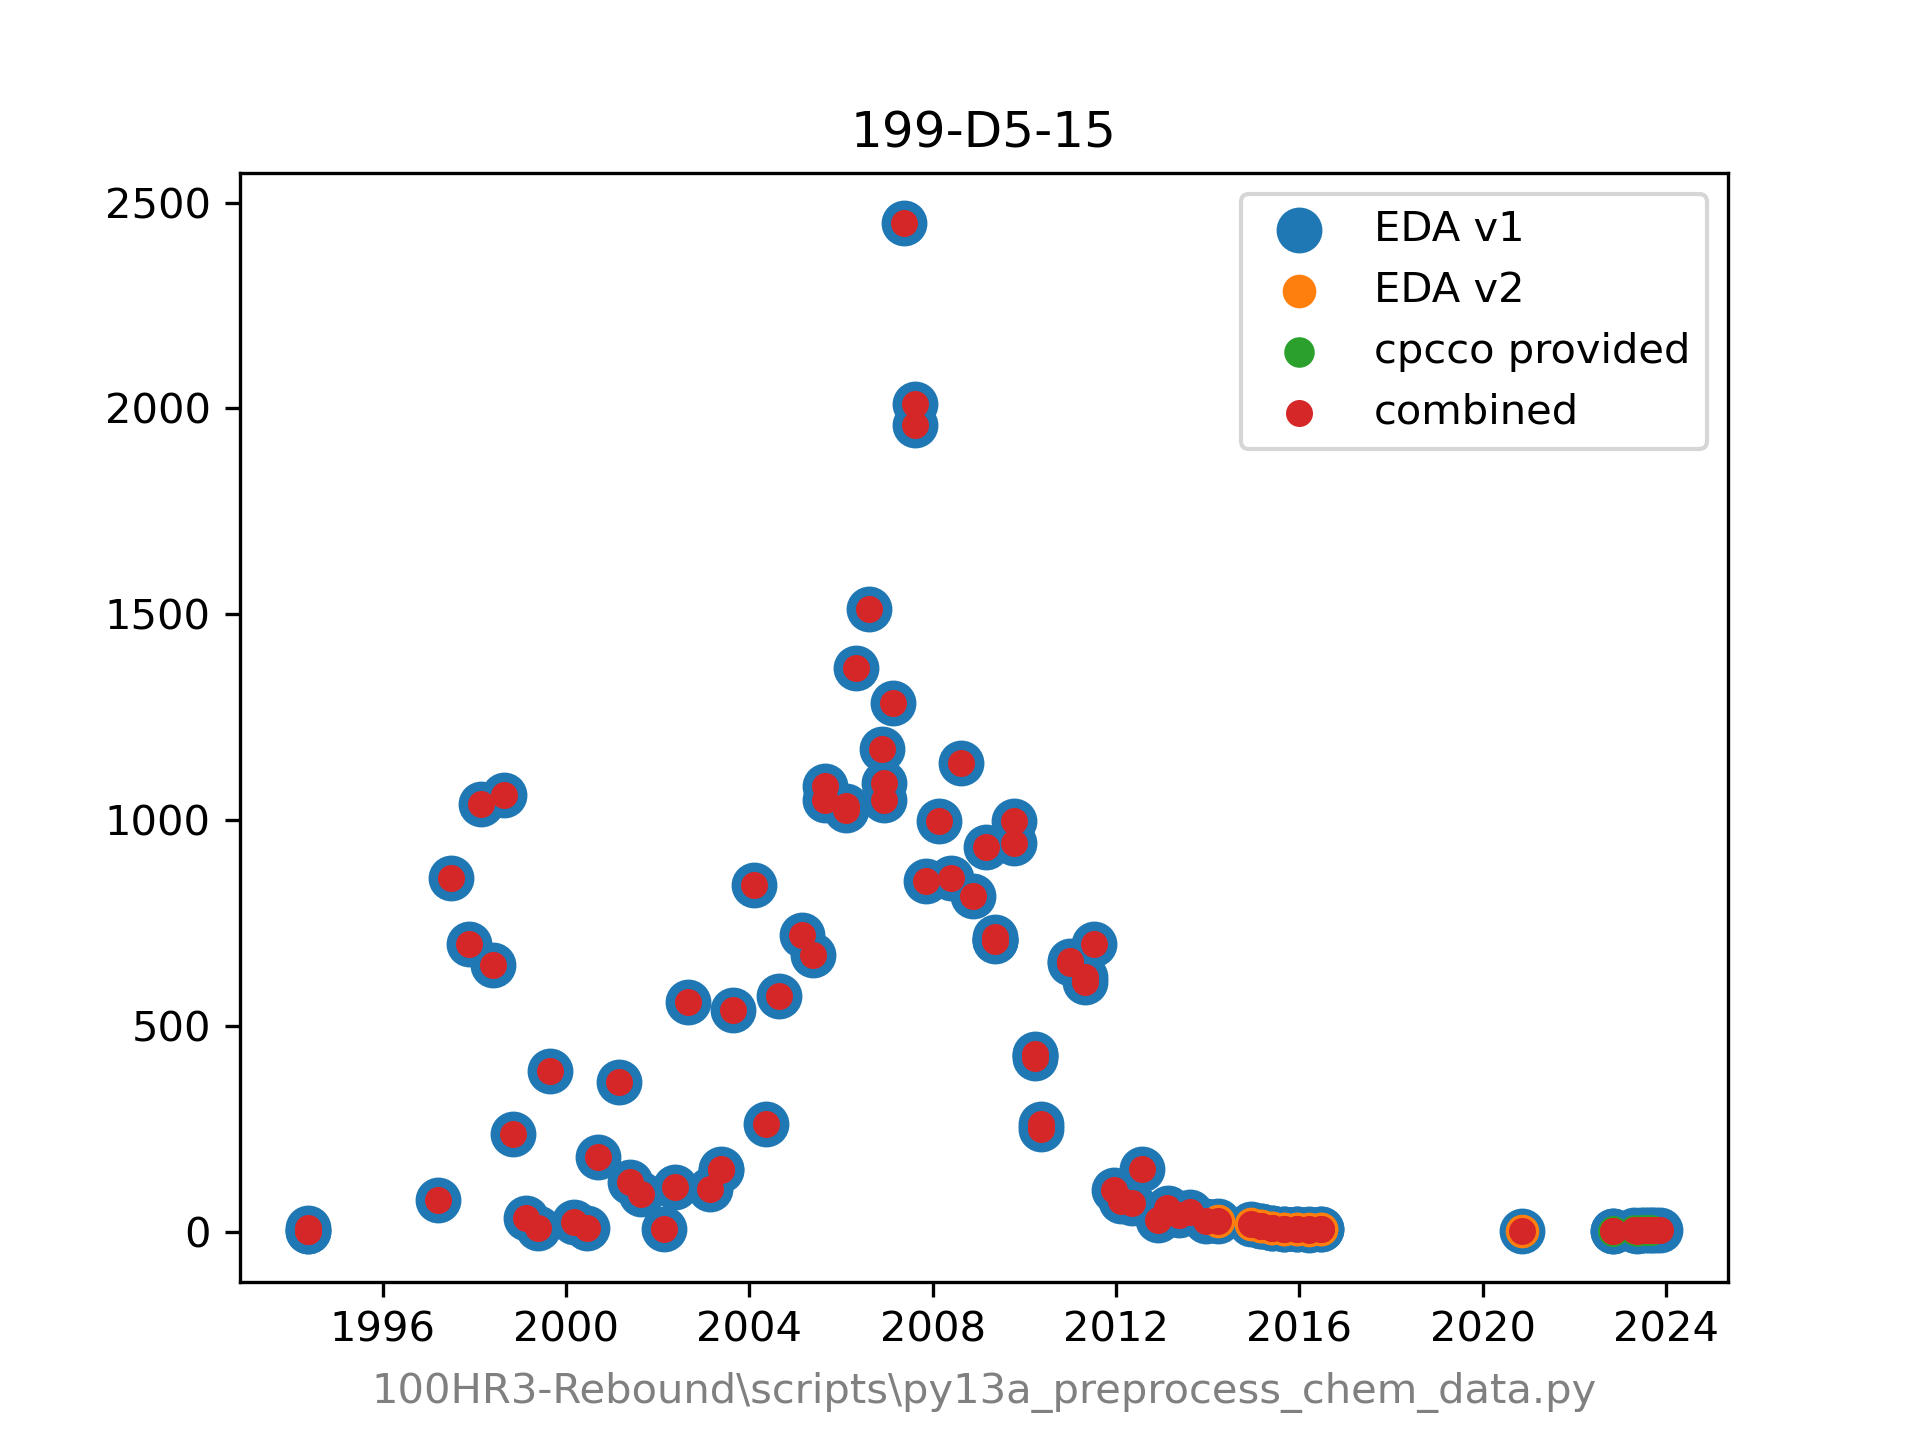 199-D5-15
2500
2000
1500
1000
500
0
EDA v1
EDA v2
cpcco provided
combined
1996 2000 2004 2008 2012 2016 2020 2024
100HR3-Rebound\scripts\py13a_preprocess_chem_data.py